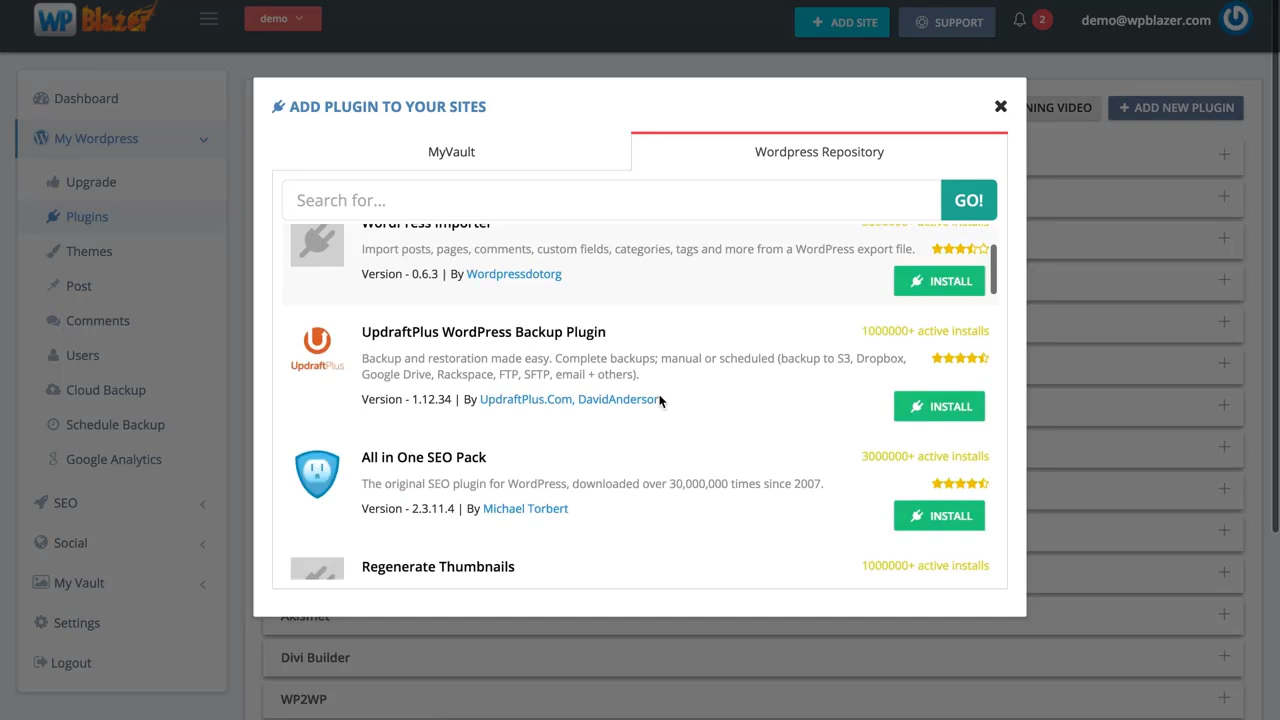 WP Blazer
demo
ADD SITE
SUPPORT
2
demo@wpblazer.com
Dashboard
My Wordpress
Upgrade
Plugins
Themes
Post
Comments
Users
Cloud Backup
Schedule Backup
Google Analytics
SEO
Social
My Vault
Settings
Logout
NING VIDEO
ADD NEW PLUGIN
ADD PLUGIN TO YOUR SITES
MyVault
Wordpress Repository
Search for...
GO!
WordPress Importer
active installs
Import posts, pages, comments, custom fields, categories, tags and more from a WordPress export file.
Version - 0.6.3 | By Wordpressdotorg
INSTALL
UpdraftPlus
UpdraftPlus WordPress Backup Plugin
1000000+ active installs
Backup and restoration made easy. Complete backups; manual or scheduled (backup to S3, Dropbox,
Google Drive, Rackspace, FTP, SFTP, email + others).
Version - 1.12.34 | By UpdraftPlus.Com, DavidAnderson
INSTALL
All in One SEO Pack
3000000+ active installs
The original SEO plugin for WordPress, downloaded over 30,000,000 times since 2007.
Version - 2.3.11.4 | By Michael Torbert
INSTALL
Regenerate Thumbnails
1000000+ active installs
Akismet
Divi Builder
WP2WP